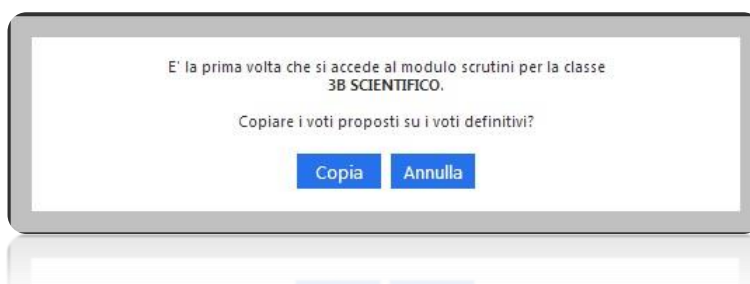 E' la prima volta che si accede al modulo scrutini per la classe
3B SCIENTIFICO.
Copiare i voti proposti su i voti definitivi?
Copia Annulla